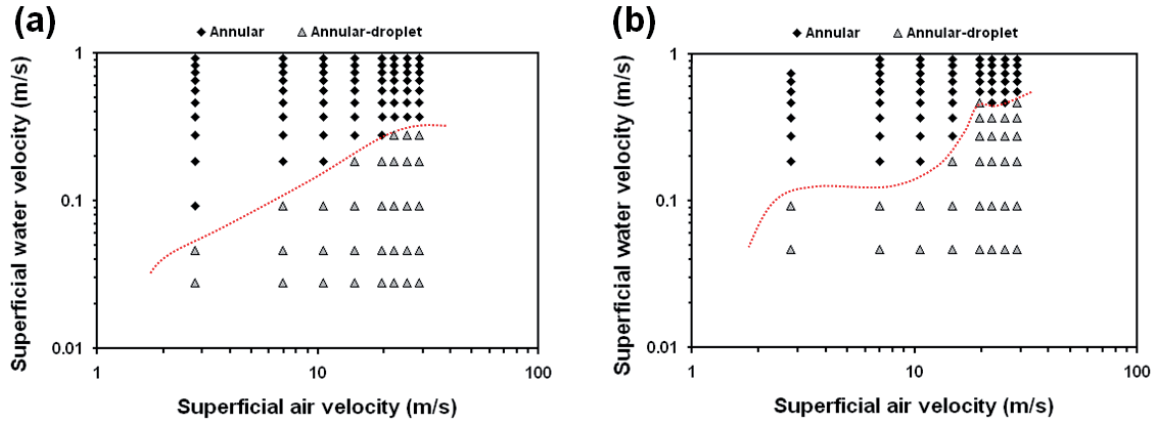 (a)
Annular Annular-droplet
Superficial water velocity (m/s)
1
0.1
0.01
1 10 100
Superficial air velocity (m/s)
(b)
Annular Annular-droplet
Superficial water velocity (m/s)
1
0.1
0.01
1 10 100
Superficial air velocity (m/s)